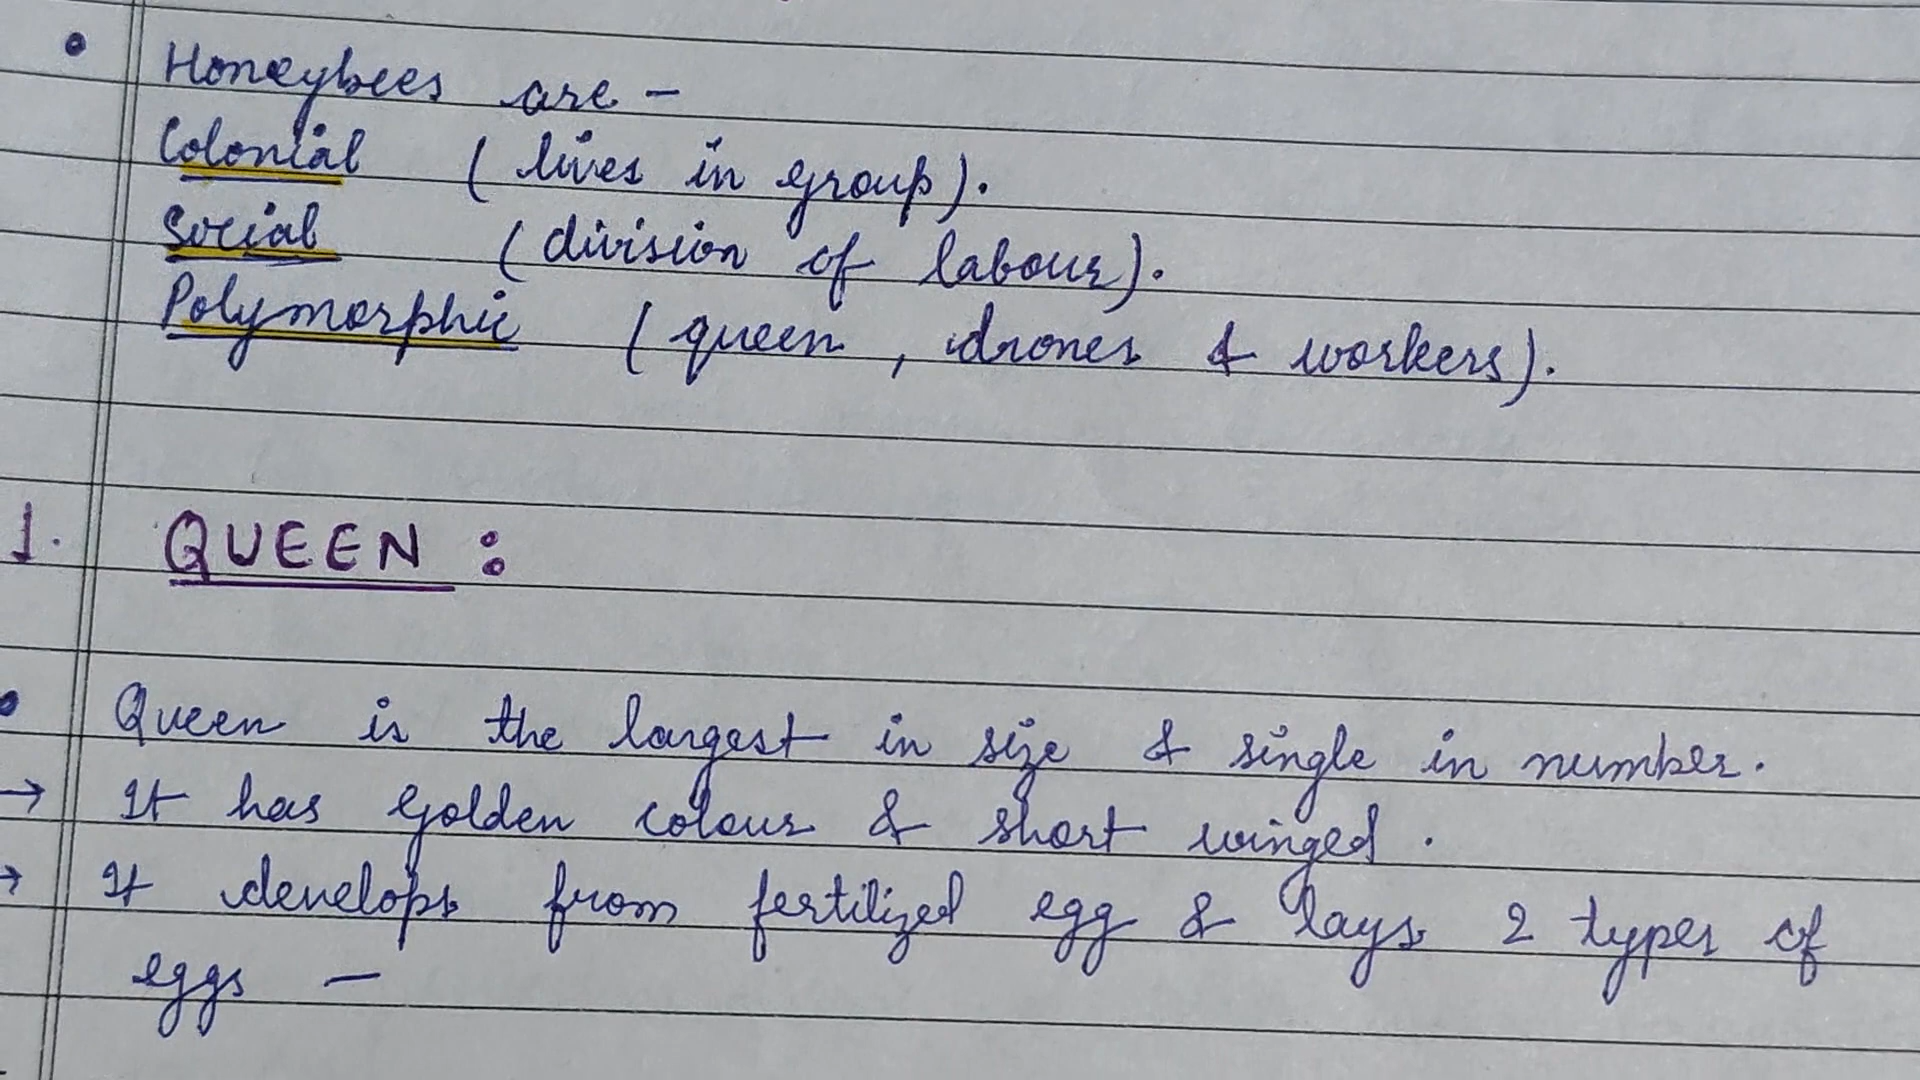 • Honeybees are -
Colonial (lives in group).
Social (division of labour).
Polymorphic (queen, drones & workers).
1. QUEEN :
• Queen is the largest in size & single in number.
→ It has golden colour & short winged.
→ It develops from fertilized egg & lays 2 types of
eggs -